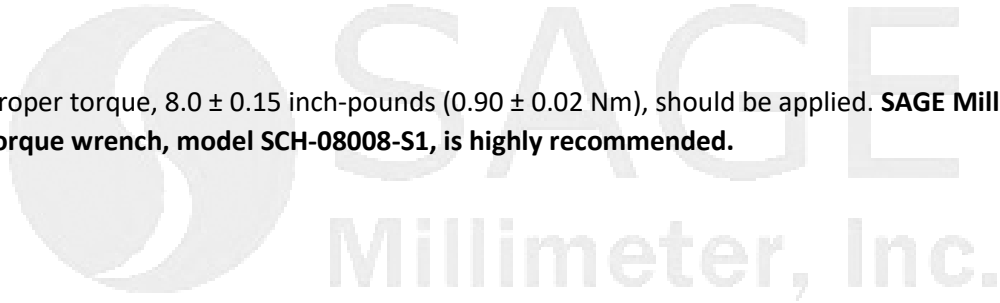 SAGE
roper torque, 8.0 ± 0.15 inch-pounds (0.90 ± 0.02 Nm), should be applied. SAGE Mill
orque wrench, model SCH-08008-S1, is highly recommended.
Millimeter, Inc.